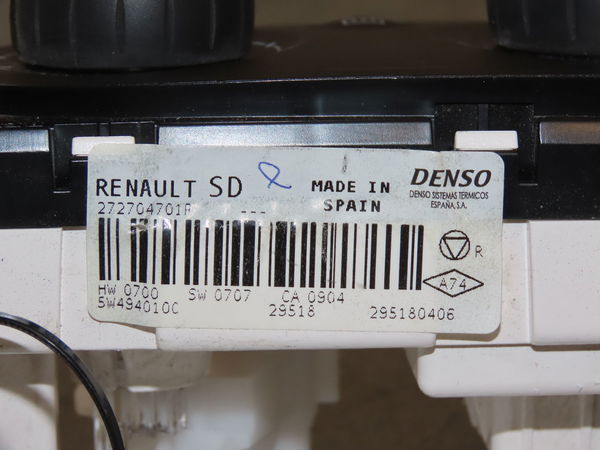 RENAULT SD
MADE IN
SPAIN
DENSO
DENSO SISTEMAS TERMICOS
ESPAÑA, S.A.
272704701R ---
R
A74
HW 0700 SW 0707 CA 0904
5W494010C 29518 295180406